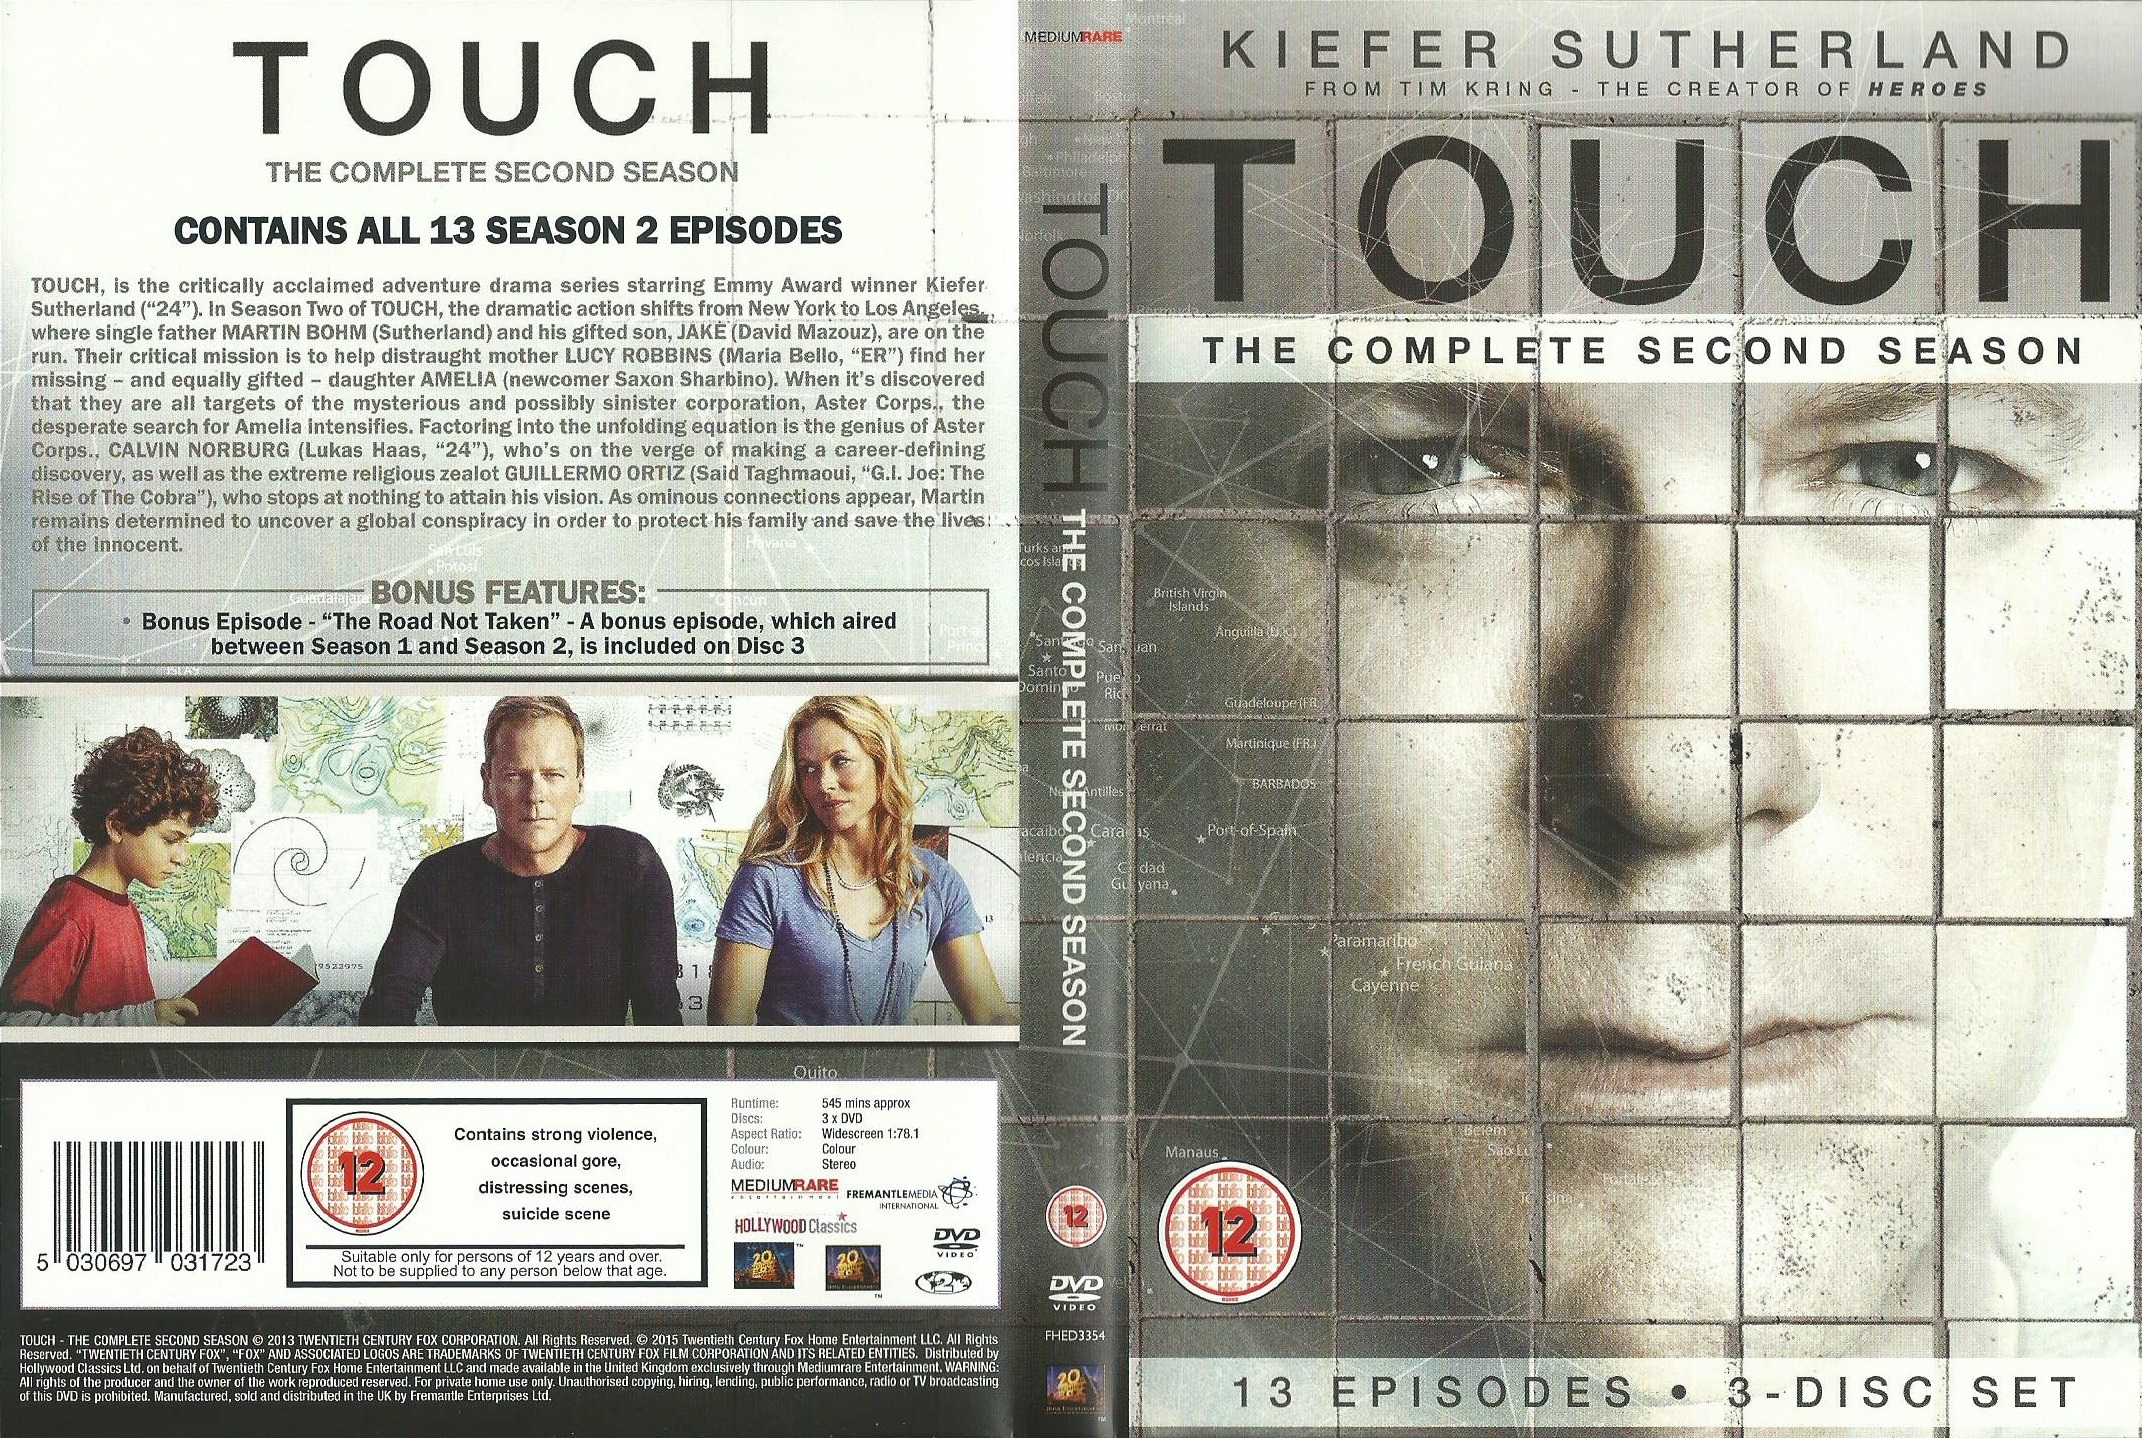 TOUCH
THE COMPLETE SECOND SEASON
CONTAINS ALL 13 SEASON 2 EPISODES
TOUCH, is the critically acclaimed adventure drama series starring Emmy Award winner Kiefer
Sutherland (“24”). In Season Two of TOUCH, the dramatic action shifts from New York to Los Angeles,
where single father MARTIN BOHM (Sutherland) and his gifted son, JAKE (David Mazouz), are on the
run. Their critical mission is to help distraught mother LUCY ROBBINS (Maria Bello, “ER”) find her
missing – and equally gifted – daughter AMELIA (newcomer Saxon Sharbino). When it’s discovered
that they are all targets of the mysterious and possibly sinister corporation, Aster Corps., the
desperate search for Amelia intensifies. Factoring into the unfolding equation is the genius of Aster
Corps., CALVIN NORBURG (Lukas Haas, “24”), who’s on the verge of making a career-defining
discovery, as well as the extreme religious zealot GUILLERMO ORTIZ (Said Taghmaoui, “G.I. Joe: The
Rise of The Cobra”), who stops at nothing to attain his vision. As ominous connections appear, Martin
remains determined to uncover a global conspiracy in order to protect his family and save the lives
of the innocent.
San Luis
Potosí
Havana
Guadalajara
Cancún
BONUS FEATURES:
• Bonus Episode - “The Road Not Taken” - A bonus episode, which aired
between Season 1 and Season 2, is included on Disc 3
9522975
13
Quito
5 030697 031723
12
Contains strong violence,
occasional gore,
distressing scenes,
suicide scene
Suitable only for persons of 12 years and over.
Not to be supplied to any person below that age.
Runtime: 545 mins approx
Discs: 3 x DVD
Aspect Ratio: Widescreen 1:78.1
Colour: Colour
Audio: Stereo
MEDIUMRARE
entertainment
FREMANTLEMEDIA
INTERNATIONAL
HOLLYWOOD Classics
DVD
VIDEO
20
20
2
TOUCH - THE COMPLETE SECOND SEASON © 2013 TWENTIETH CENTURY FOX CORPORATION. All Rights Reserved. © 2015 Twentieth Century Fox Home Entertainment LLC. All Rights
Reserved. “TWENTIETH CENTURY FOX”, “FOX” AND ASSOCIATED LOGOS ARE TRADEMARKS OF TWENTIETH CENTURY FOX FILM CORPORATION AND ITS RELATED ENTITIES. Distributed by
Hollywood Classics Ltd. on behalf of Twentieth Century Fox Home Entertainment LLC and made available in the United Kingdom exclusively through Mediumrare Entertainment. WARNING:
All rights of the producer and the owner of the work reproduced reserved. For private home use only. Unauthorised copying, hiring, lending, public performance, radio or TV broadcasting
of this DVD is prohibited. Manufactured, sold and distributed in the UK by Fremantle Enterprises Ltd.
MEDIUMRARE
TOUCH
THE COMPLETE SECOND SEASON
12
DVD
VIDEO
FHED3354
20
Montréal
KIEFER SUTHERLAND
FROM TIM KRING - THE CREATOR OF HEROES
TOUCH
THE COMPLETE SECOND SEASON
Baltimore
Norfolk
British Virgin
Islands
Anguilla (U.K.)
Santo
Domingo
Guadeloupe (FR.
Martinique (FR.)
BARBADOS
Port-of-Spain
Caracas
Paramaribo
French Guiana
Cayenne
Belém
Manaus
12
13 EPISODES • 3-DISC SET